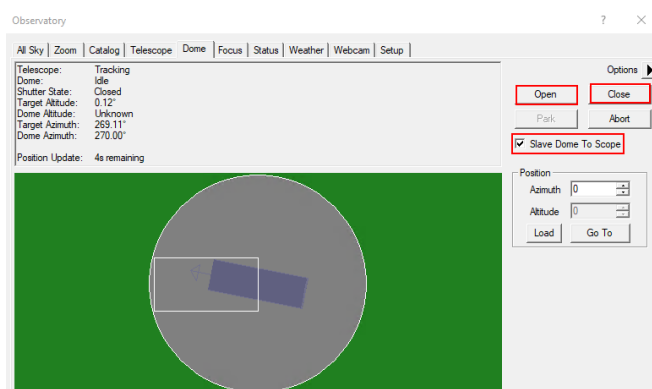 Observatory ? ×
All Sky Zoom Catalog Telescope Dome Focus Status Weather Webcam Setup
Telescope: Tracking
Dome: Idle
Shutter State: Closed
Target Altitude: 0.12°
Dome Altitude: Unknown
Target Azimuth: 269.11°
Dome Azimuth: 270.00°
Position Update: 4s remaining
Options
Open Close
Park Abort
Slave Dome To Scope
Position
Azimuth 0
Altitude 0
Load Go To